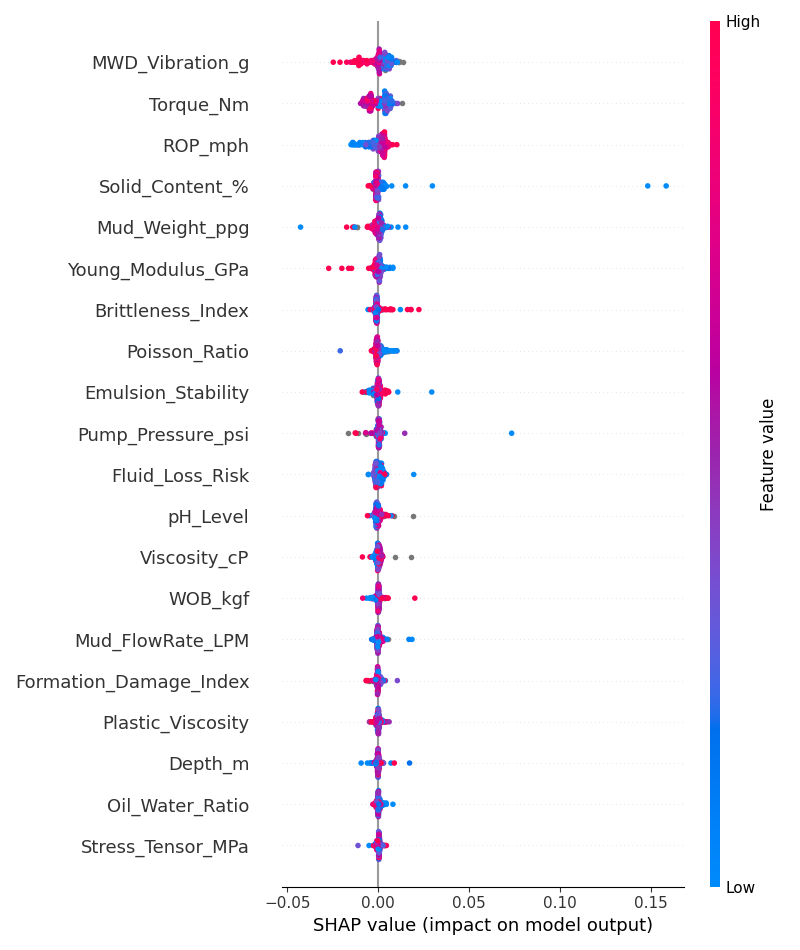 High
MWD_Vibration_g
Torque_Nm
ROP_mph
Solid_Content_%
Mud_Weight_ppg
Young_Modulus_GPa
Brittleness_Index
Poisson_Ratio
Emulsion_Stability
Pump_Pressure_psi
Fluid_Loss_Risk
pH_Level
Viscosity_cP
WOB_kgf
Mud_FlowRate_LPM
Formation_Damage_Index
Plastic_Viscosity
Depth_m
Oil_Water_Ratio
Stress_Tensor_MPa
Feature value
Low
−0.05 0.00 0.05 0.10 0.15
SHAP value (impact on model output)